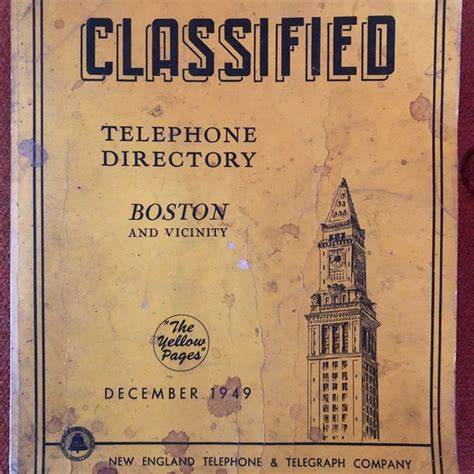 CLASSIFIED
TELEPHONE
DIRECTORY
BOSTON
AND VICINITY
"The
Yellow
Pages"
DECEMBER 1949
NEW ENGLAND TELEPHONE & TELEGRAPH COMPANY